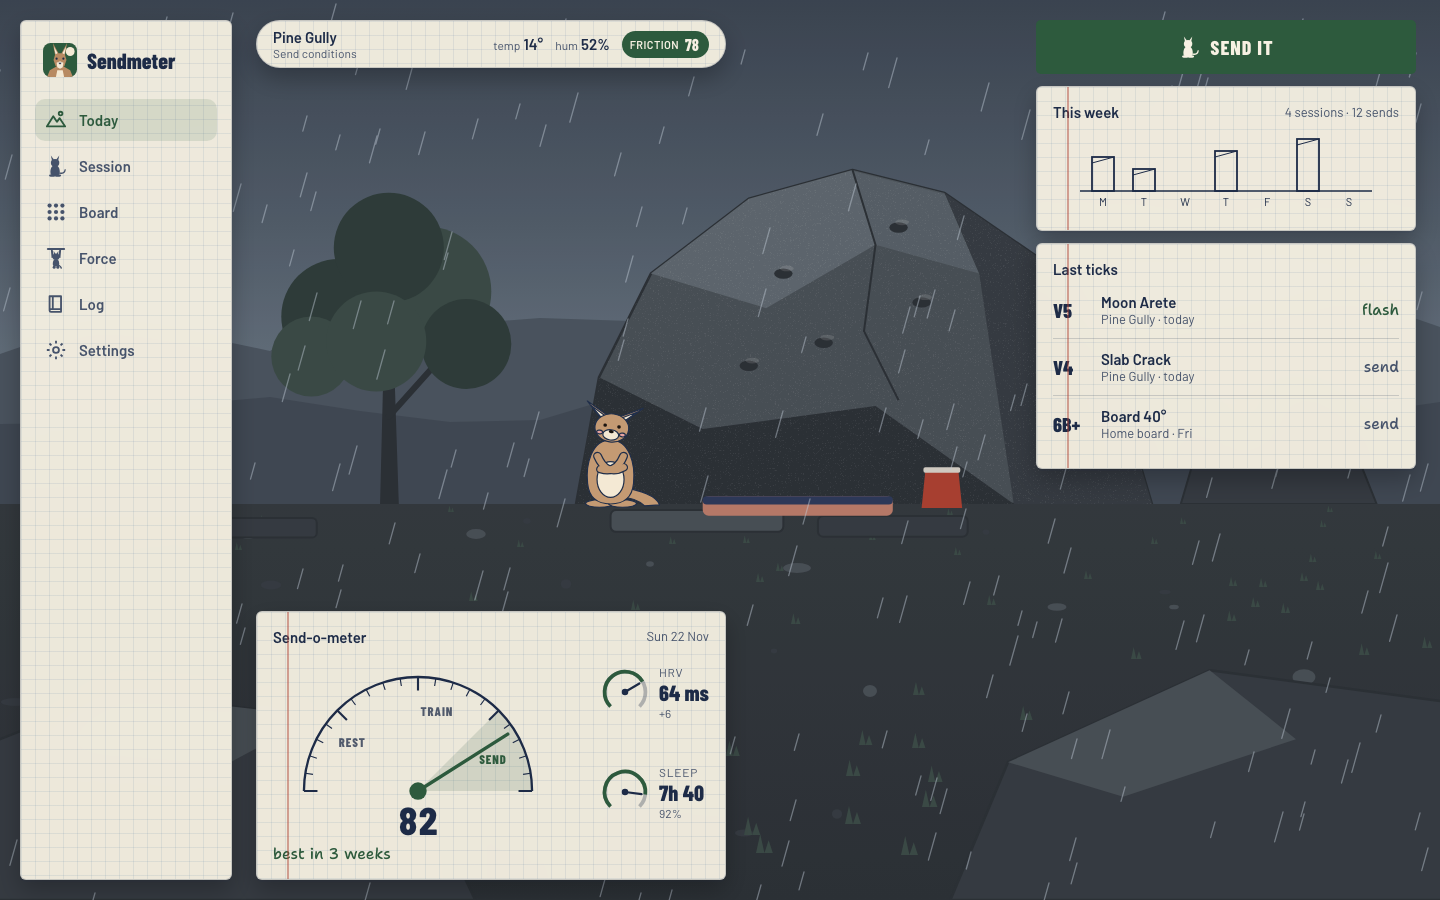 Sendmeter
Today
Session
Board
Force
Log
Settings
Pine Gully
Send conditions
temp 14° hum 52% FRICTION 78
SEND IT
This week 4 sessions · 12 sends
M T W T F S S
Last ticks
V5 Moon Arete flash
Pine Gully · today
V4 Slab Crack send
Pine Gully · today
6B+ Board 40° send
Home board · Fri
Send-o-meter Sun 22 Nov
REST TRAIN SEND
82
best in 3 weeks
HRV
64 ms
+6
SLEEP
7h 40
92%